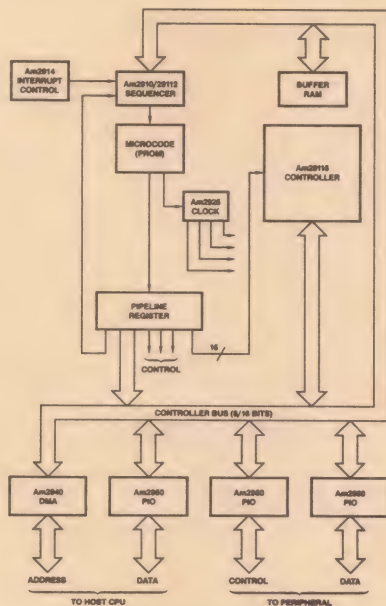 Am2914
INTERRUPT
CONTROL
Am2910/29112
SEQUENCER
BUFFER
RAM
MICROCODE
(PROM)
Am29116
CONTROLLER
Am2925
CLOCK
PIPELINE
REGISTER
16
CONTROL
CONTROLLER BUS (8/16 BITS)
Am2940
DMA
Am2950
PIO
Am2950
PIO
Am2950
PIO
ADDRESS
DATA
CONTROL
DATA
TO HOST CPU
TO PERIPHERAL